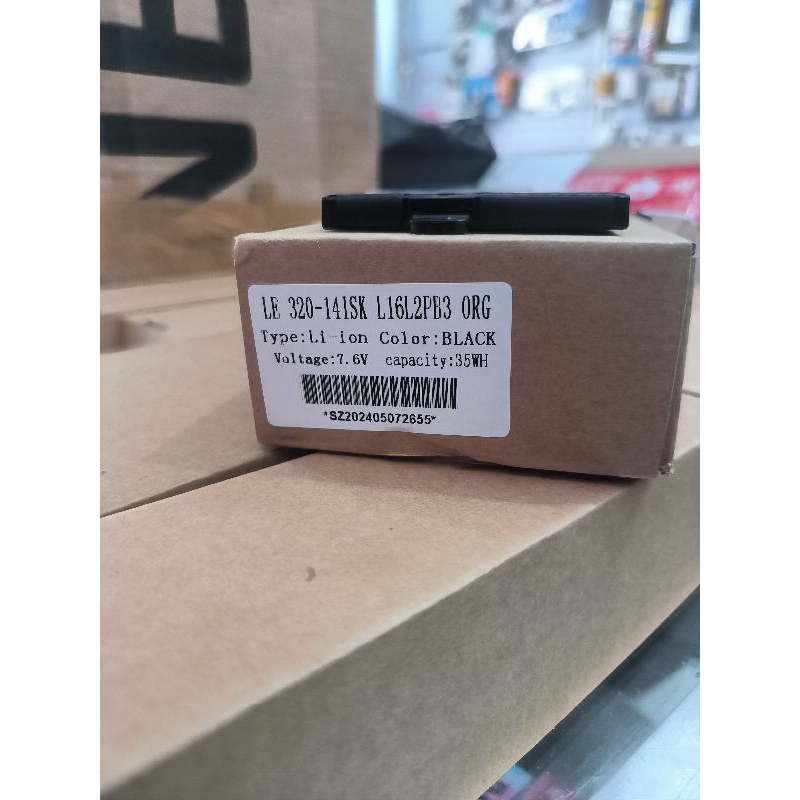 LE 320-14ISK L16L2PB3 ORG
Type:Li-ion Color:BLACK
Voltage:7.6V capacity:35WH
*SZ202405072655*